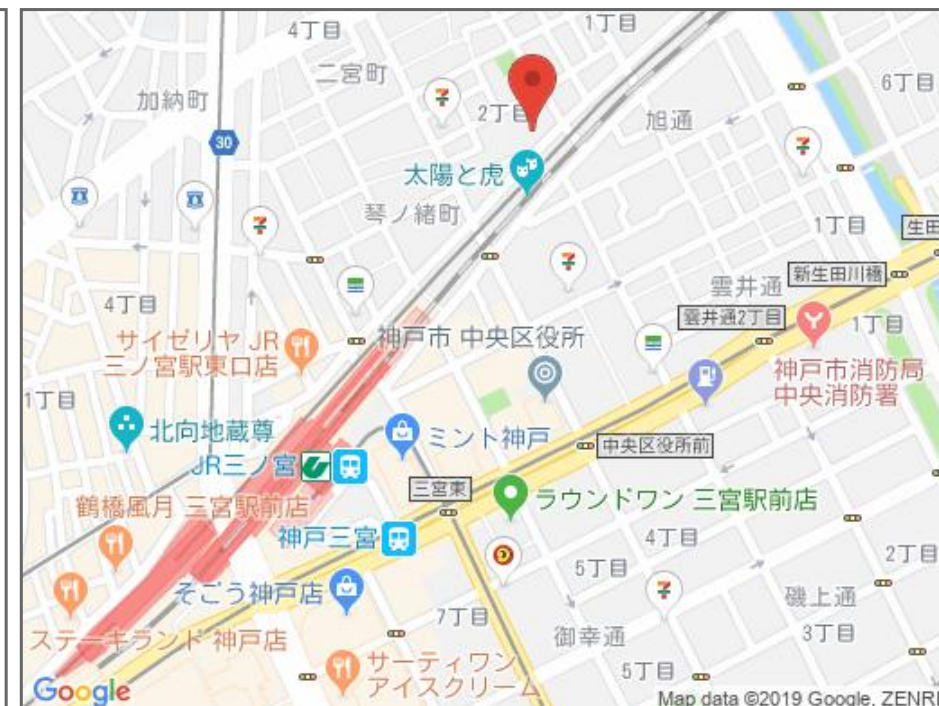 4丁目
1丁目
二宮町
6丁目
加納町
2丁目
旭通
30
太陽と虎
琴ノ緒町
1丁目
生田
新生田川橋
雲井通
4丁目
雲井通2丁目
1丁目
サイゼリヤ JR
三ノ宮駅東口店
神戸市 中央区役所
神戸市消防局
中央消防署
1丁目
北向地蔵尊
ミント神戸
中央区役所前
JR三ノ宮
三宮東
鶴橋風月 三宮駅前店
ラウンドワン 三宮駅前店
神戸三宮
4丁目
5丁目
2丁目
そごう神戸店
磯上通
7丁目
3丁目
ステーキランド 神戸店
御幸通
サーティワン
アイスクリーム
5丁目
Google
Map data ©2019 Google, ZENRI